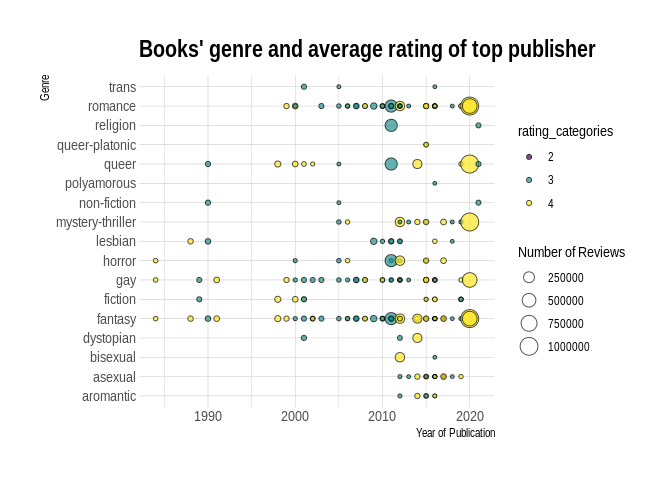 Books' genre and average rating of top publisher
Genre
trans
romance
religion
queer-platonic
queer
polyamorous
non-fiction
mystery-thriller
lesbian
horror
gay
fiction
fantasy
dystopian
bisexual
asexual
aromantic
1990 2000 2010 2020
Year of Publication
rating_categories
2
3
4
Number of Reviews
250000
500000
750000
1000000